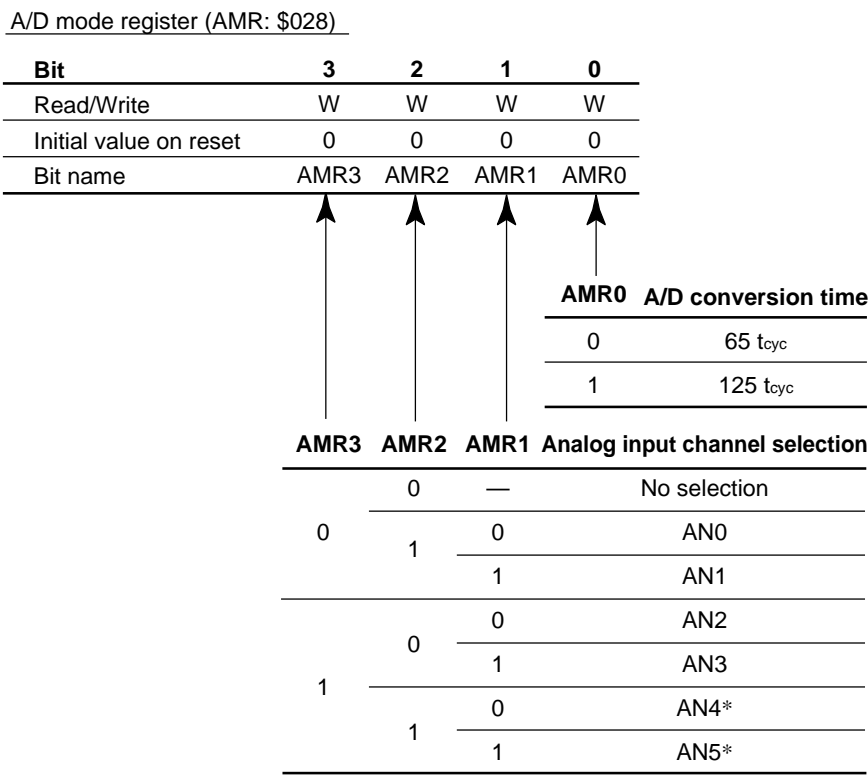 A/D mode register (AMR: $028)
Bit 3 2 1 0
Read/Write W W W W
Initial value on reset 0 0 0 0
Bit name AMR3 AMR2 AMR1 AMR0
AMR0 A/D conversion time
0 65 tcyc
1 125 tcyc
AMR3 AMR2 AMR1 Analog input channel selection
0 — No selection
0 1 0 AN0
1 AN1
1 0 0 AN2
1 AN3
1 0 AN4*
1 AN5*